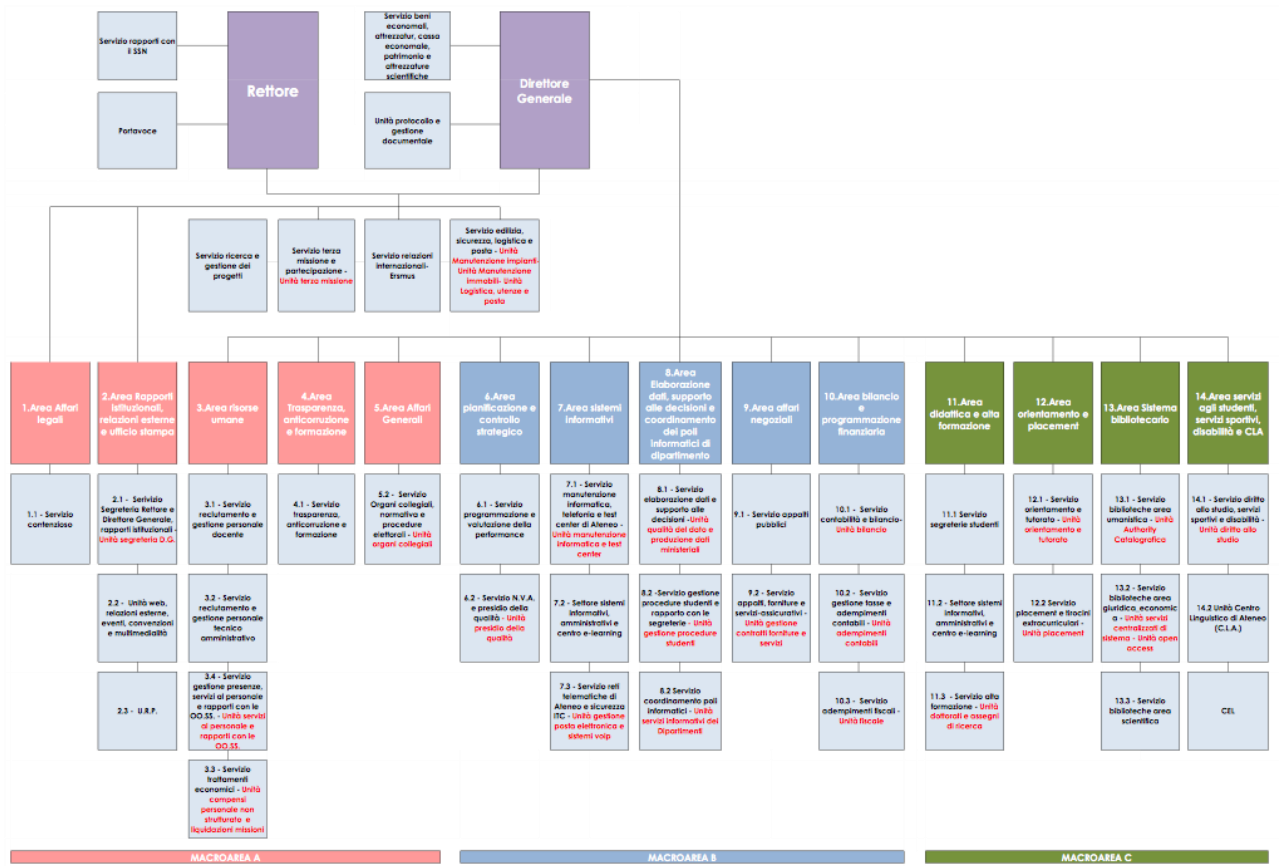 Servizio rapporti con
il SSN
Portavoce
Rettore
Servizio beni
economali,
attrezzatur, cassa
economale,
patrimonio e
attrezzature
scientifiche
Unità protocollo e
gestione
documentale
Direttore
Generale
Servizio ricerca e
gestione dei
progetti
Servizio terza
missione e
partecipazione -
Unità terza missione
Servizio relazioni
internazionali-
Ersmus
Servizio edilizia,
sicurezza, logistica e
posta - Unità
Manutenzione impianti-
Unità Manutenzione
immobili- Unità
Logistica, utenze e
posta
1.Area Affari
legali
2.Area Rapporti
istituzionali,
relazioni esterne
e ufficio stampa
3.Area risorse
umane
4.Area
Trasparenza,
anticorruzione
e formazione
5.Area Affari
Generali
6.Area
pianificazione e
controllo
strategico
7.Area sistemi
informativi
8.Area
Elaborazione
dati, supporto
alle decisioni e
coordinamento
dei poli
informatici di
dipartimento
9.Area affari
negoziali
10.Area bilancio
e
programmazione
finanziaria
11.Area
didattica e alta
formazione
12.Area
orientamento e
placement
13.Area Sistema
bibliotecario
14.Area servizi
agli studenti,
servizi sportivi,
disabilità e CLA
1.1 - Servizio
contenzioso
2.1 - Serivizio
Segreteria Rettore e
Direttore Generale,
rapporti istituzionali -
Unità segreteria D.G.
3.1 - Servizio
reclutamento e
gestione personale
docente
4.1 - Servizio
trasparenza,
anticorruzione e
formazione
5.2 - Servizio
Organi collegiali,
normativa e
procedure
elettorali - Unità
organi collegiali
6.1 - Servizio
programmazione e
valutazione della
performance
7.1 - Servizio
manutenzione
informatica,
telefonia e test
center di Ateneo -
Unità manutenzione
informatica e test
center
8.1 - Servizio
elaborazione dati e
supporto alle
decisioni -Unità
qualità del dato e
produzione dati
ministeriali
9.1 - Servizio appalti
pubblici
10.1 - Servizio
contabilità e bilancio-
Unità bilancio
11.1 Servizio
segreterie studenti
12.1 - Servizio
orientamento e
tutorato - Unità
orientamento e
tutorato
13.1 - Servizio
biblioteche area
umanistica - Unità
Authority
Catalografico
14.1 - Servizio diritto
allo studio, servizi
sportivi e disabilità -
Unità diritto allo
studio
2.2 - Unità web,
relazioni esterne,
eventi, convenzioni
e multimedialità
3.2 - Servizio
reclutamento e
gestione personale
tecnico
amministrativo
6.2 - Servizio N.V.A.
e presidio della
qualità - Unità
presidio della
qualità
7.2 - Settore sistemi
informativi,
amministrativi e
centro e-learning
8.2 -Servizio gestione
procedure studenti e
rapporto con le
segreterie - Unità
gestione procedure
studenti
9.2 - Servizio
appalti, forniture e
servizi-assicurativi -
Unità gestione
contratti forniture e
servizi
10.2 - Servizio
gestione tasse e
adempimenti
contabili - Unità
adempimenti
contabili
11.2 - Settore sistemi
informativi,
amministrativi e
centro e-learning
12.2 Servizio
placement e tirocini
extracurriculari -
Unità placement
13.2 - Servizio
biblioteche area
giuridica_economic
a - Unità servizi
centralizzati di
sistema - Unità open
access
14.2 Unità Centro
Linguistico di Ateneo
(C.L.A.)
2.3 - U.R.P.
3.4 - Servizio
gestione presenze,
servizi al personale
e rapporti con le
OO.SS. - Unità servizi
al personale e
rapporti con le
OO.SS.
7.3 - Servizio reti
telematiche di
Ateneo e sicurezza
ITC - Unità gestione
posta elettronica e
sistemi voip
8.2 Servizio
coordinamento poli
informatici - Unità
servizi informativi dei
Dipartimenti
10.3 - Servizio
adempimenti fiscali -
Unità fiscale
11.3 - Servizio alta
formazione - Unità
dottorati e assegni
di ricerca
13.3 - Servizio
biblioteche area
scientifica
CEL
3.3 - Servizio
trattamenti
economici - Unità
compensi
personale non
strutturato e
liquidazioni missioni
MACROAREA A
MACROAREA B
MACROAREA C